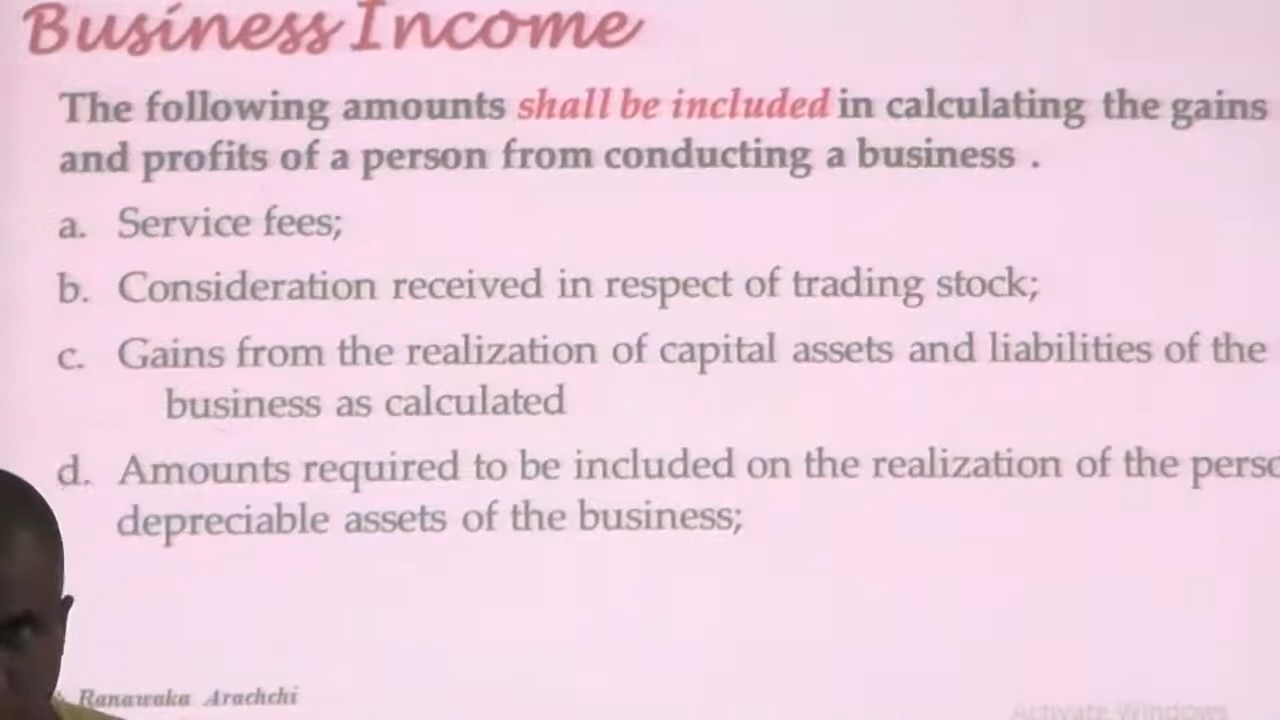 Business Income
The following amounts shall be included in calculating the gains
and profits of a person from conducting a business .
a. Service fees;
b. Consideration received in respect of trading stock;
c. Gains from the realization of capital assets and liabilities of the
business as calculated
d. Amounts required to be included on the realization of the
depreciable assets of the business;
Ranawaka Arachchi
Activate Windows